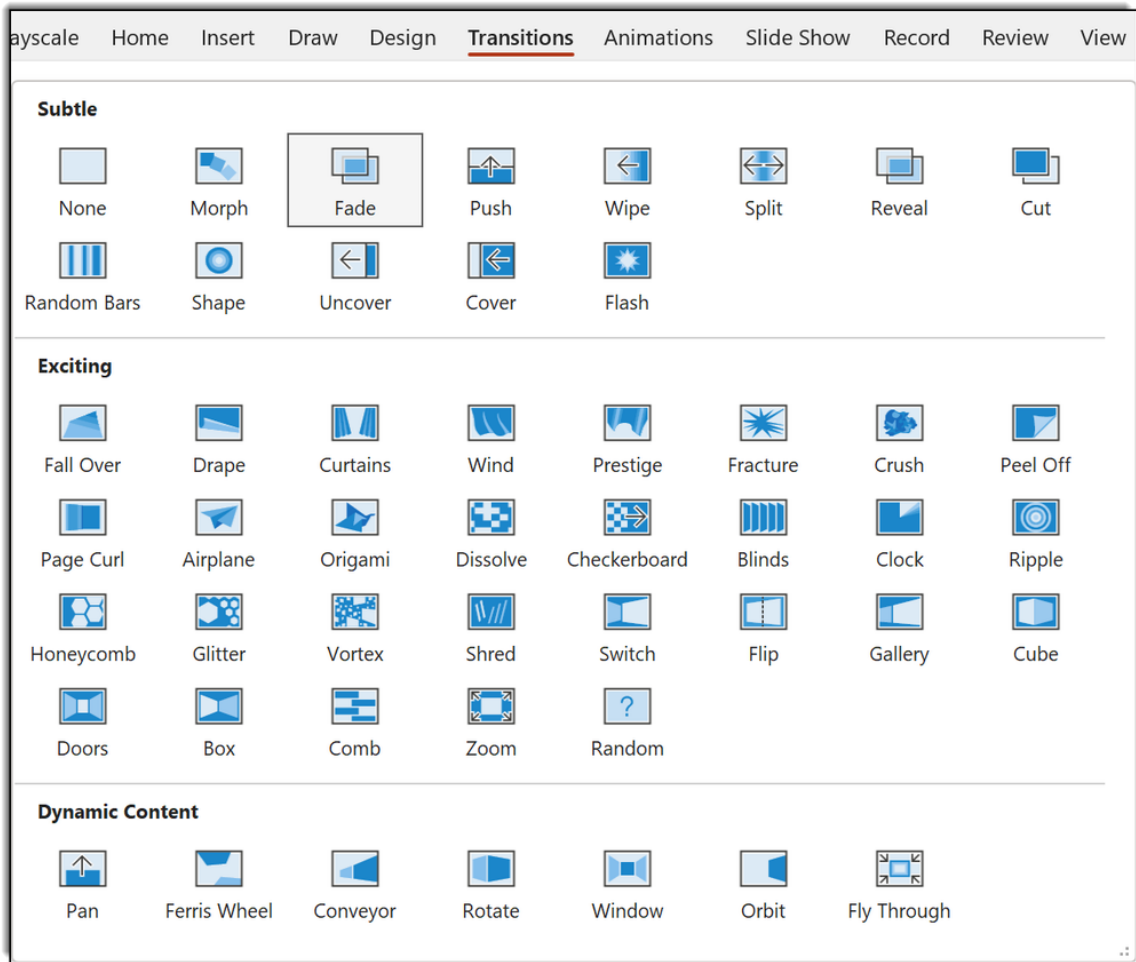 ayscale Home Insert Draw Design Transitions Animations Slide Show Record Review View
Subtle
None Morph Fade Push Wipe Split Reveal Cut
Random Bars Shape Uncover Cover Flash
Exciting
Fall Over Drape Curtains Wind Prestige Fracture Crush Peel Off
Page Curl Airplane Origami Dissolve Checkerboard Blinds Clock Ripple
Honeycomb Glitter Vortex Shred Switch Flip Gallery Cube
Doors Box Comb Zoom Random
?
Dynamic Content
Pan Ferris Wheel Conveyor Rotate Window Orbit Fly Through